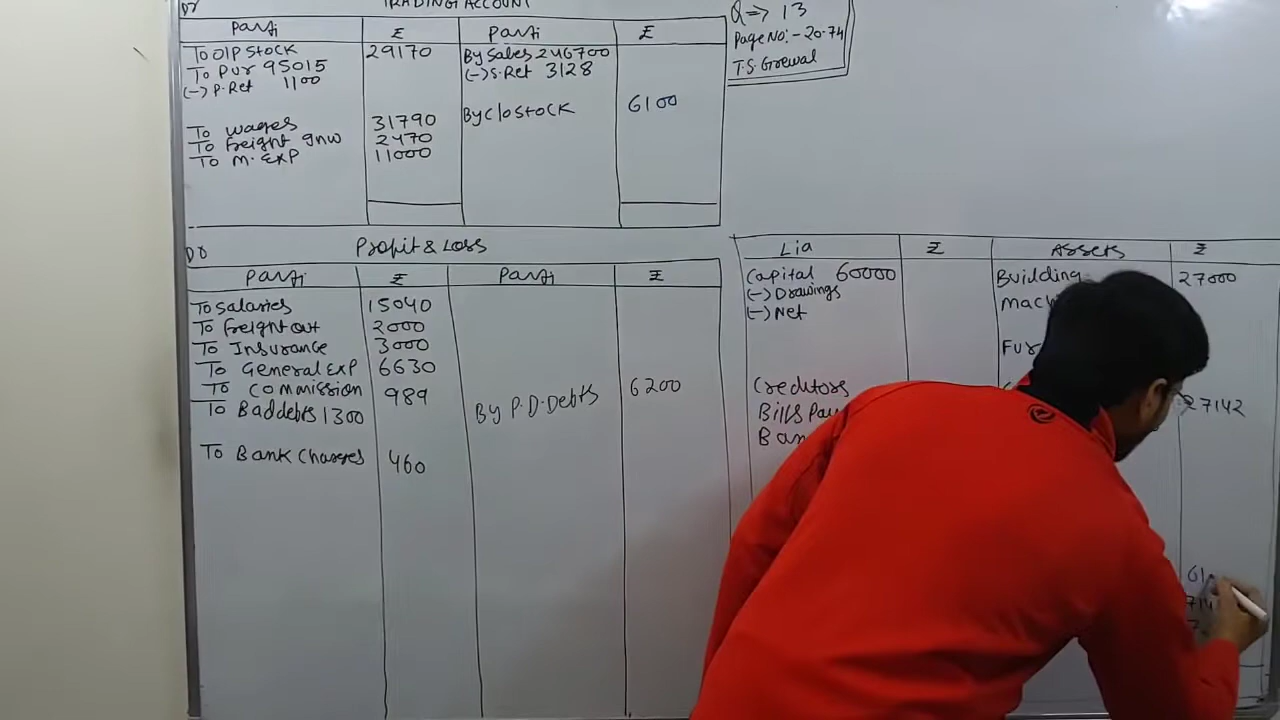 Dr
TRADING ACCOUNT
Parti ₹ Parti ₹
To O/P Stock 29170 By Sales 246700
To Pur 95015 (-) S. Ret 3128
(-) P. Ret 1100
By Clo Stock 6100
To wages 31790
To Freight Inw 2470
To M. EXP 11000
Q => 13
Page No:- 20.74
T.S. Grewal
Dr
Profit & Loss
Parti ₹ Parti ₹
To Salaries 15040
To Freight out 2000
To Insurance 3000
To General Exp 6630
To Commission 989
To Bad debts 1300
By P.D. Debts 6200
To Bank Charges 460
Lia ₹ Assets ₹
Capital 60000 Building 27000
(-) Drawings
(-) Net
Creditors
27142